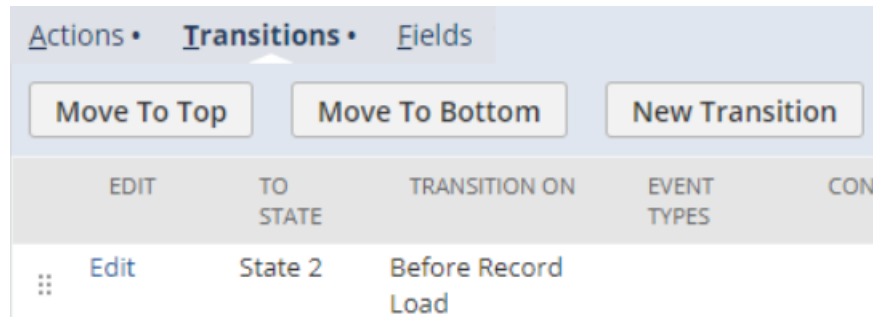 Actions • Transitions • Fields
Move To Top Move To Bottom New Transition
EDIT TO STATE TRANSITION ON EVENT TYPES CON
Edit State 2 Before Record Load